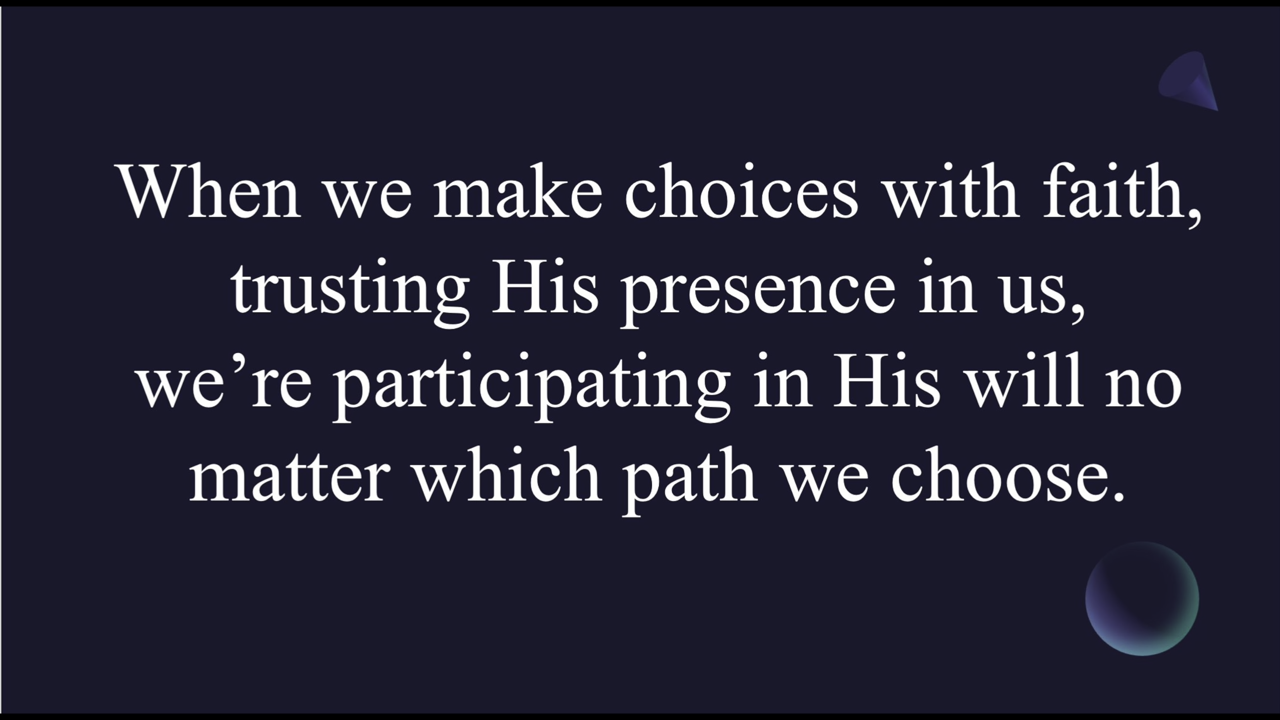 When we make choices with faith,
trusting His presence in us,
we’re participating in His will no
matter which path we choose.